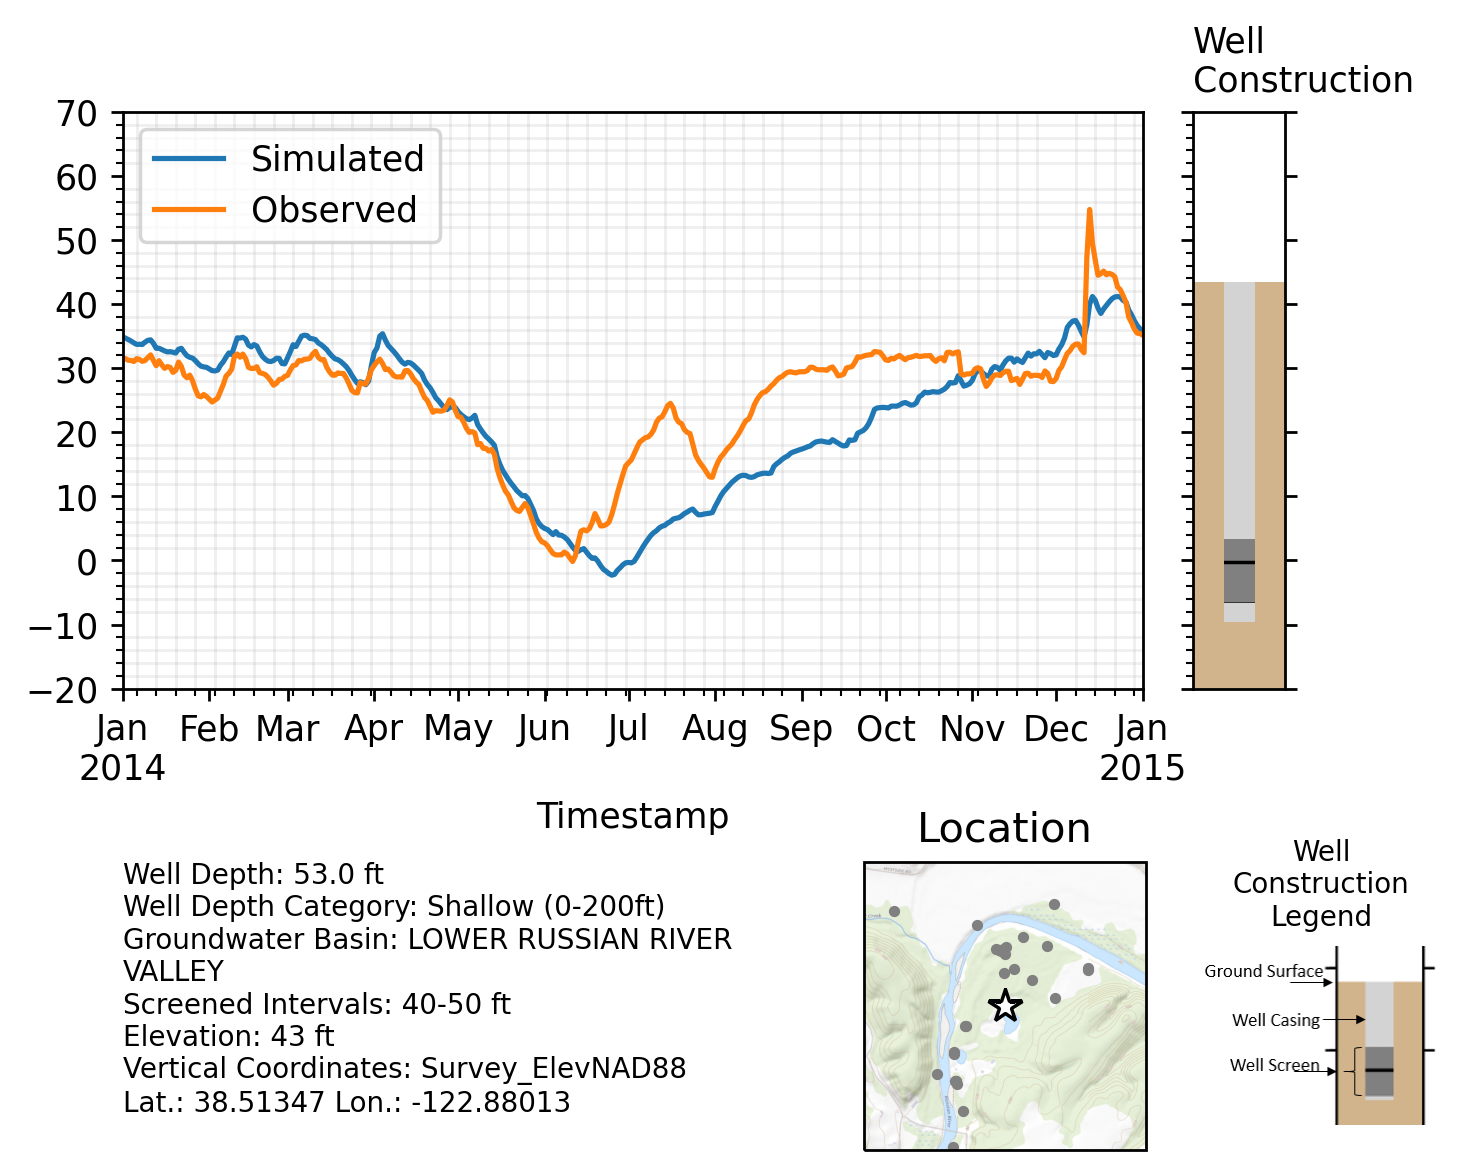 Well
Construction
70
60
50
40
30
20
10
0
−10
−20
Simulated
Observed
Jan Feb Mar Apr May Jun Jul Aug Sep Oct Nov Dec Jan
2014 2015
Timestamp
Well Depth: 53.0 ft
Well Depth Category: Shallow (0-200ft)
Groundwater Basin: LOWER RUSSIAN RIVER
VALLEY
Screened Intervals: 40-50 ft
Elevation: 43 ft
Vertical Coordinates: Survey_ElevNAD88
Lat.: 38.51347 Lon.: -122.88013
Location
Well
Construction
Legend
Ground Surface
Well Casing
Well Screen